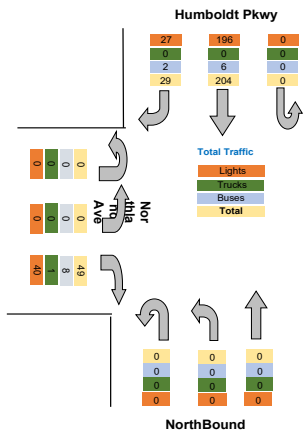 Humboldt Pkwy
27 196 0
0 0 0
2 6 0
29 204 0
Total Traffic
Lights
Trucks
Buses
Total
0 0 0 0
Nor
thla
no
Ave
0 0 0 0
40 1 8 49
0 0 0
0 0 0
0 0 0
0 0 0
NorthBound